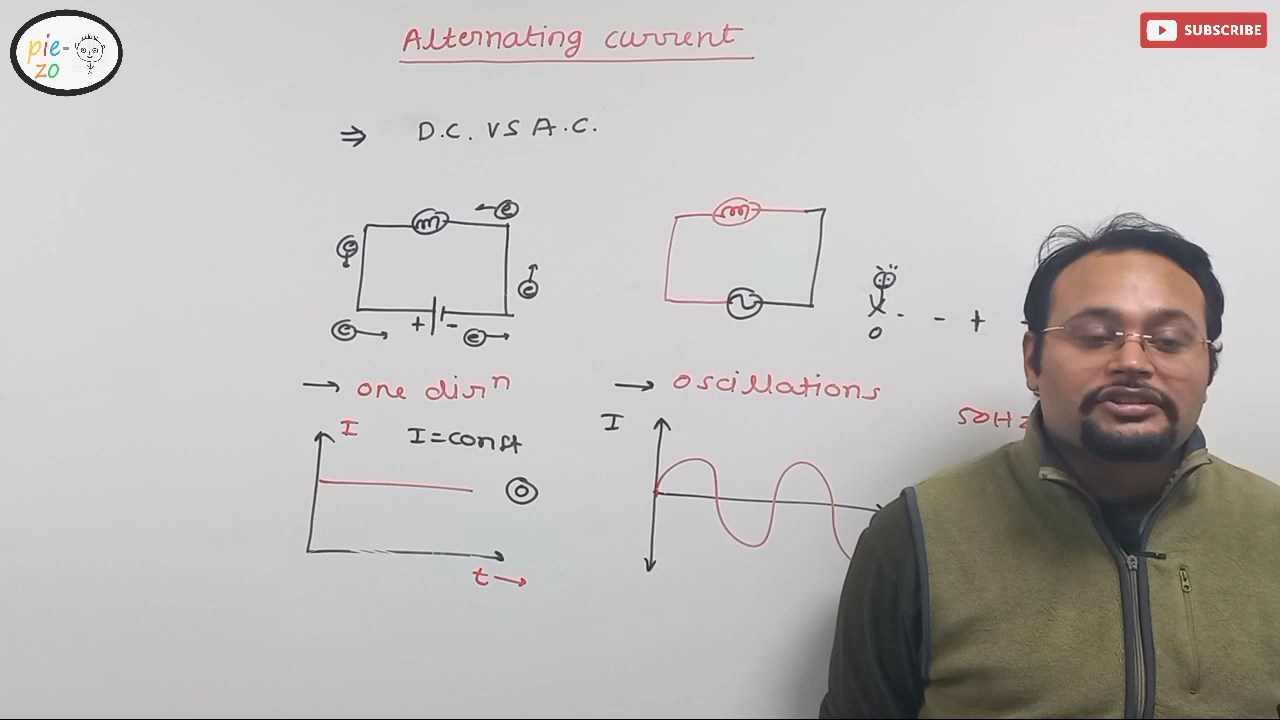 pie-
zo
SUBSCRIBE
Alternating current
⇒ D.C. VS A.C.
e
e
e
+ -
e
e
- + -
→ one dirⁿ
→ oscillations
I
I = const
I
50Hz
t →